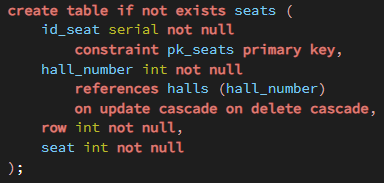 create table if not exists seats (
    id_seat serial not null
        constraint pk_seats primary key,
    hall_number int not null
        references halls (hall_number)
        on update cascade on delete cascade,
    row int not null,
    seat int not null
);